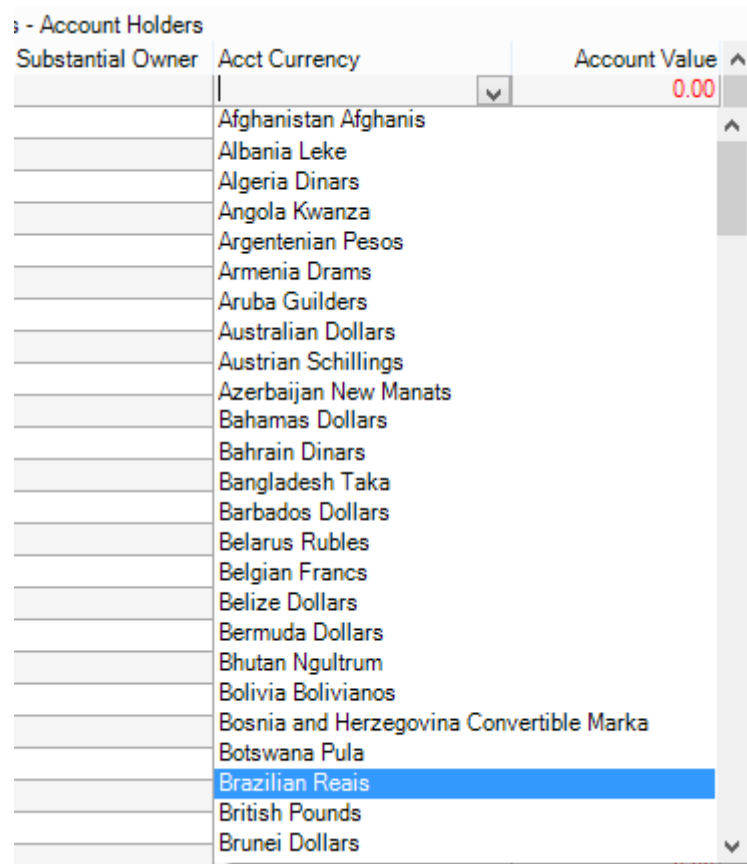 s - Account Holders
Substantial Owner Acct Currency Account Value
0.00
Afghanistan Afghanis
Albania Leke
Algeria Dinars
Angola Kwanza
Argentenian Pesos
Armenia Drams
Aruba Guilders
Australian Dollars
Austrian Schillings
Azerbaijan New Manats
Bahamas Dollars
Bahrain Dinars
Bangladesh Taka
Barbados Dollars
Belarus Rubles
Belgian Francs
Belize Dollars
Bermuda Dollars
Bhutan Ngultrum
Bolivia Bolivianos
Bosnia and Herzegovina Convertible Marka
Botswana Pula
Brazilian Reais
British Pounds
Brunei Dollars